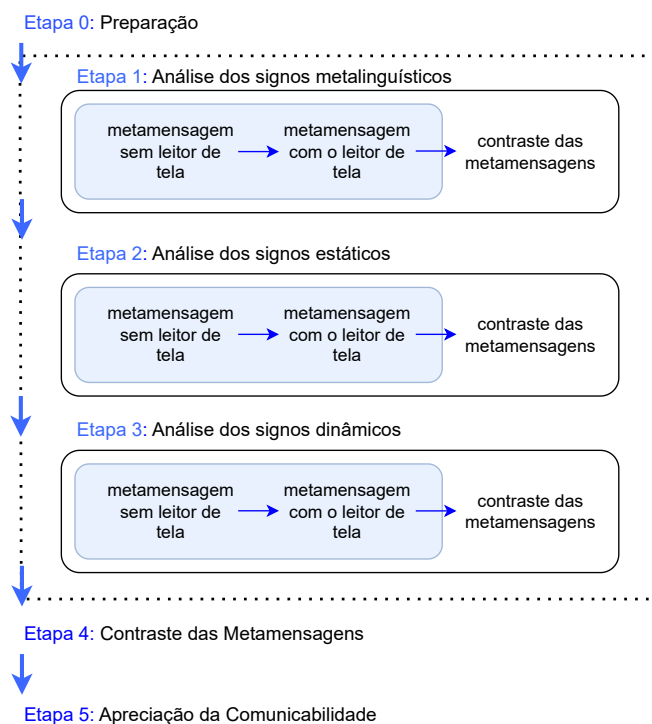 Etapa 0: Preparação
Etapa 1: Análise dos signos metalinguísticos
metamensagem
sem leitor de
tela
metamensagem
com o leitor de
tela
contraste das
metamensagens
Etapa 2: Análise dos signos estáticos
metamensagem
sem leitor de
tela
metamensagem
com o leitor de
tela
contraste das
metamensagens
Etapa 3: Análise dos signos dinâmicos
metamensagem
sem leitor de
tela
metamensagem
com o leitor de
tela
contraste das
metamensagens
Etapa 4: Contraste das Metamensagens
Etapa 5: Apreciação da Comunicabilidade